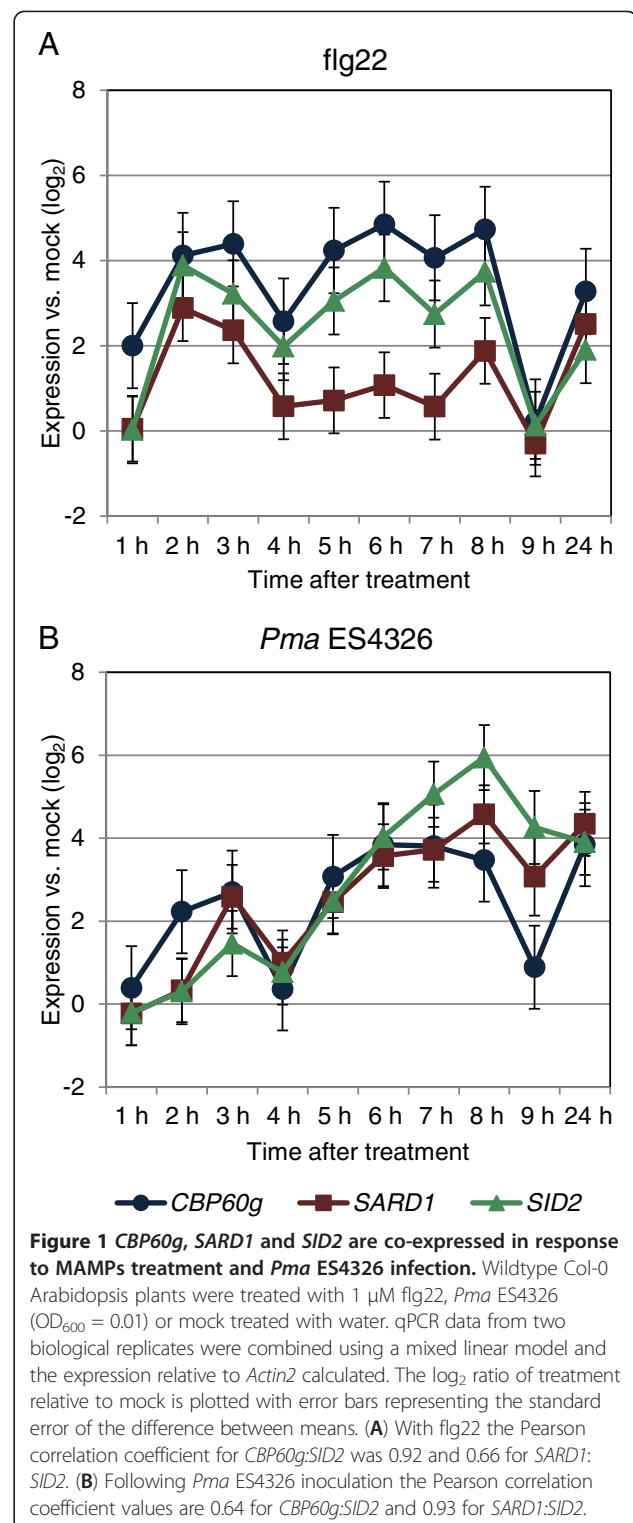 A
flg22
Expression vs. mock (log2)
8
6
4
2
0
-2
1 h 2 h 3 h 4 h 5 h 6 h 7 h 8 h 9 h 24 h
Time after treatment
B
Pma ES4326
Expression vs. mock (log2)
8
6
4
2
0
-2
1 h 2 h 3 h 4 h 5 h 6 h 7 h 8 h 9 h 24 h
Time after treatment
CBP60g SARD1 SID2
Figure 1 CBP60g, SARD1 and SID2 are co-expressed in response
to MAMPs treatment and Pma ES4326 infection. Wildtype Col-0
Arabidopsis plants were treated with 1 μM flg22, Pma ES4326
(OD600 = 0.01) or mock treated with water. qPCR data from two
biological replicates were combined using a mixed linear model and
the expression relative to Actin2 calculated. The log2 ratio of treatment
relative to mock is plotted with error bars representing the standard
error of the difference between means. (A) With flg22 the Pearson
correlation coefficient for CBP60g:SID2 was 0.92 and 0.66 for SARD1:
SID2. (B) Following Pma ES4326 inoculation the Pearson correlation
coefficient values are 0.64 for CBP60g:SID2 and 0.93 for SARD1:SID2.